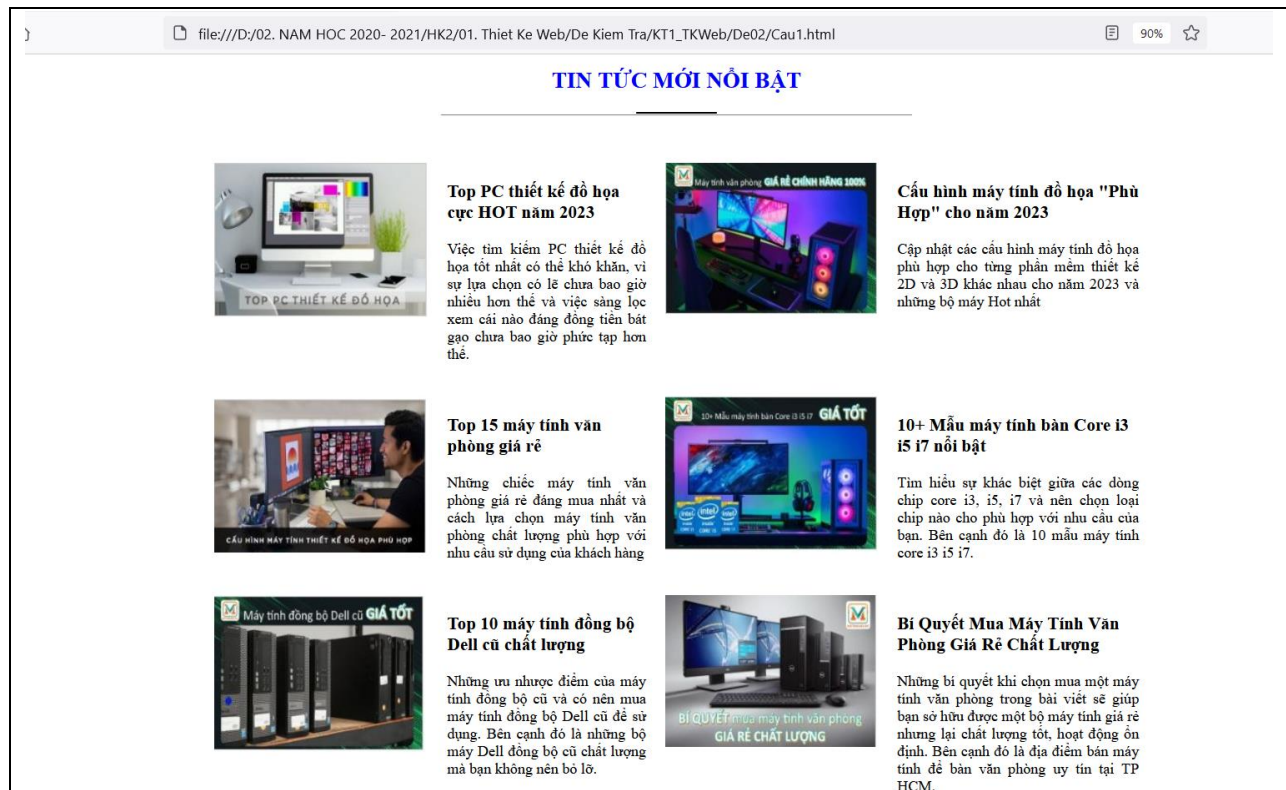 file:///D:/02. NAM HOC 2020- 2021/HK2/01. Thiet Ke Web/De Kiem Tra/KT1_TKWeb/De02/Cau1.html
90%
TIN TỨC MỚI NỔI BẬT
TOP PC THIẾT KẾ ĐỒ HỌA
Top PC thiết kế đồ họa
cực HOT năm 2023
Việc tìm kiếm PC thiết kế đồ
họa tốt nhất có thể khó khăn, vì
sự lựa chọn có lẽ chưa bao giờ
nhiều hơn thế và việc sàng lọc
xem cái nào đáng đồng tiền bát
gạo chưa bao giờ phức tạp hơn
thế.
Máy tính văn phòng GIÁ RẺ CHÍNH HÃNG 100%
Cấu hình máy tính đồ họa "Phù
Hợp" cho năm 2023
Cập nhật các cấu hình máy tính đồ họa
phù hợp cho từng phần mềm thiết kế
2D và 3D khác nhau cho năm 2023 và
những bộ máy Hot nhất
CẤU HÌNH MÁY TÍNH THIẾT KẾ ĐỒ HỌA PHÙ HỢP
Top 15 máy tính văn
phòng giá rẻ
Những chiếc máy tính văn
phòng giá rẻ đáng mua nhất và
cách lựa chọn máy tính văn
phòng chất lượng phù hợp với
nhu cầu sử dụng của khách hàng
10+ Mẫu máy tính bàn Core i3 i5 i7 GIÁ TỐT
intel intel intel
10+ Mẫu máy tính bàn Core i3
i5 i7 nổi bật
Tìm hiểu sự khác biệt giữa các dòng
chip core i3, i5, i7 và nên chọn loại
chip nào cho phù hợp với nhu cầu của
bạn. Bên cạnh đó là 10 mẫu máy tính
core i3 i5 i7.
Máy tính đồng bộ Dell cũ GIÁ TỐT
Top 10 máy tính đồng bộ
Dell cũ chất lượng
Những ưu nhược điểm của máy
tính đồng bộ cũ và có nên mua
máy tính đồng bộ Dell cũ để sử
dụng. Bên cạnh đó là những bộ
máy Dell đồng bộ cũ chất lượng
mà bạn không nên bỏ lỡ.
BÍ QUYẾT mua máy tính văn phòng
GIÁ RẺ CHẤT LƯỢNG
Bí Quyết Mua Máy Tính Văn
Phòng Giá Rẻ Chất Lượng
Những bí quyết khi chọn mua một máy
tính văn phòng trong bài viết sẽ giúp
bạn sở hữu được một bộ máy tính giá rẻ
nhưng lại chất lượng tốt, hoạt động ổn
định. Bên cạnh đó là địa điểm bán máy
tính để bàn văn phòng uy tín tại TP
HCM.